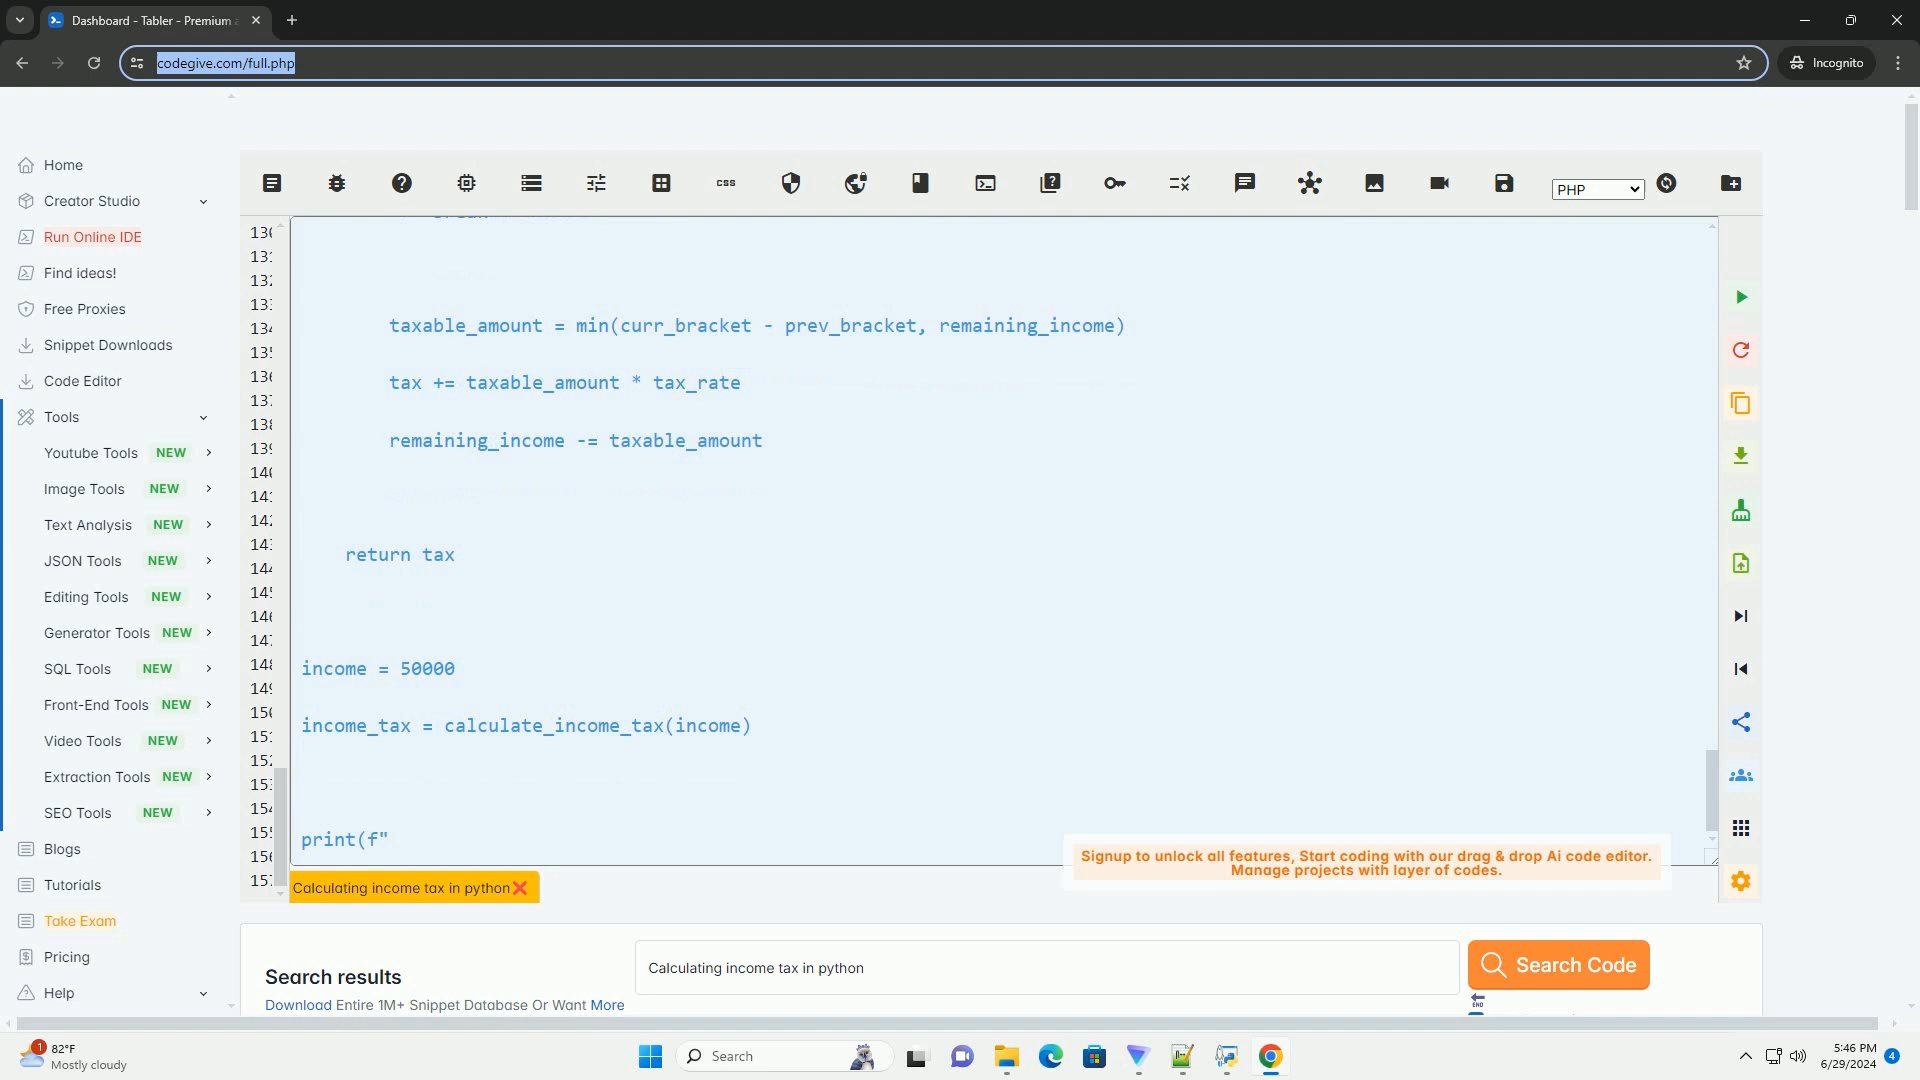 Dashboard - Tabler - Premium
codegive.com/full.php
Incognito
Home
Creator Studio
Run Online IDE
Find ideas!
Free Proxies
Snippet Downloads
Code Editor
Tools
Youtube Tools NEW
Image Tools NEW
Text Analysis NEW
JSON Tools NEW
Editing Tools NEW
Generator Tools NEW
SQL Tools NEW
Front-End Tools NEW
Video Tools NEW
Extraction Tools NEW
SEO Tools NEW
Blogs
Tutorials
Take Exam
Pricing
Help
css
PHP
taxable_amount = min(curr_bracket - prev_bracket, remaining_income)
tax += taxable_amount * tax_rate
remaining_income -= taxable_amount
return tax
income = 50000
income_tax = calculate_income_tax(income)
print(f"
Signup to unlock all features, Start coding with our drag & drop Ai code editor.
Manage projects with layer of codes.
Calculating income tax in python
Search results
Download Entire 1M+ Snippet Database Or Want More
Calculating income tax in python
Search Code
END
1
82°F
Mostly cloudy
Search
5:46 PM
6/29/2024
4